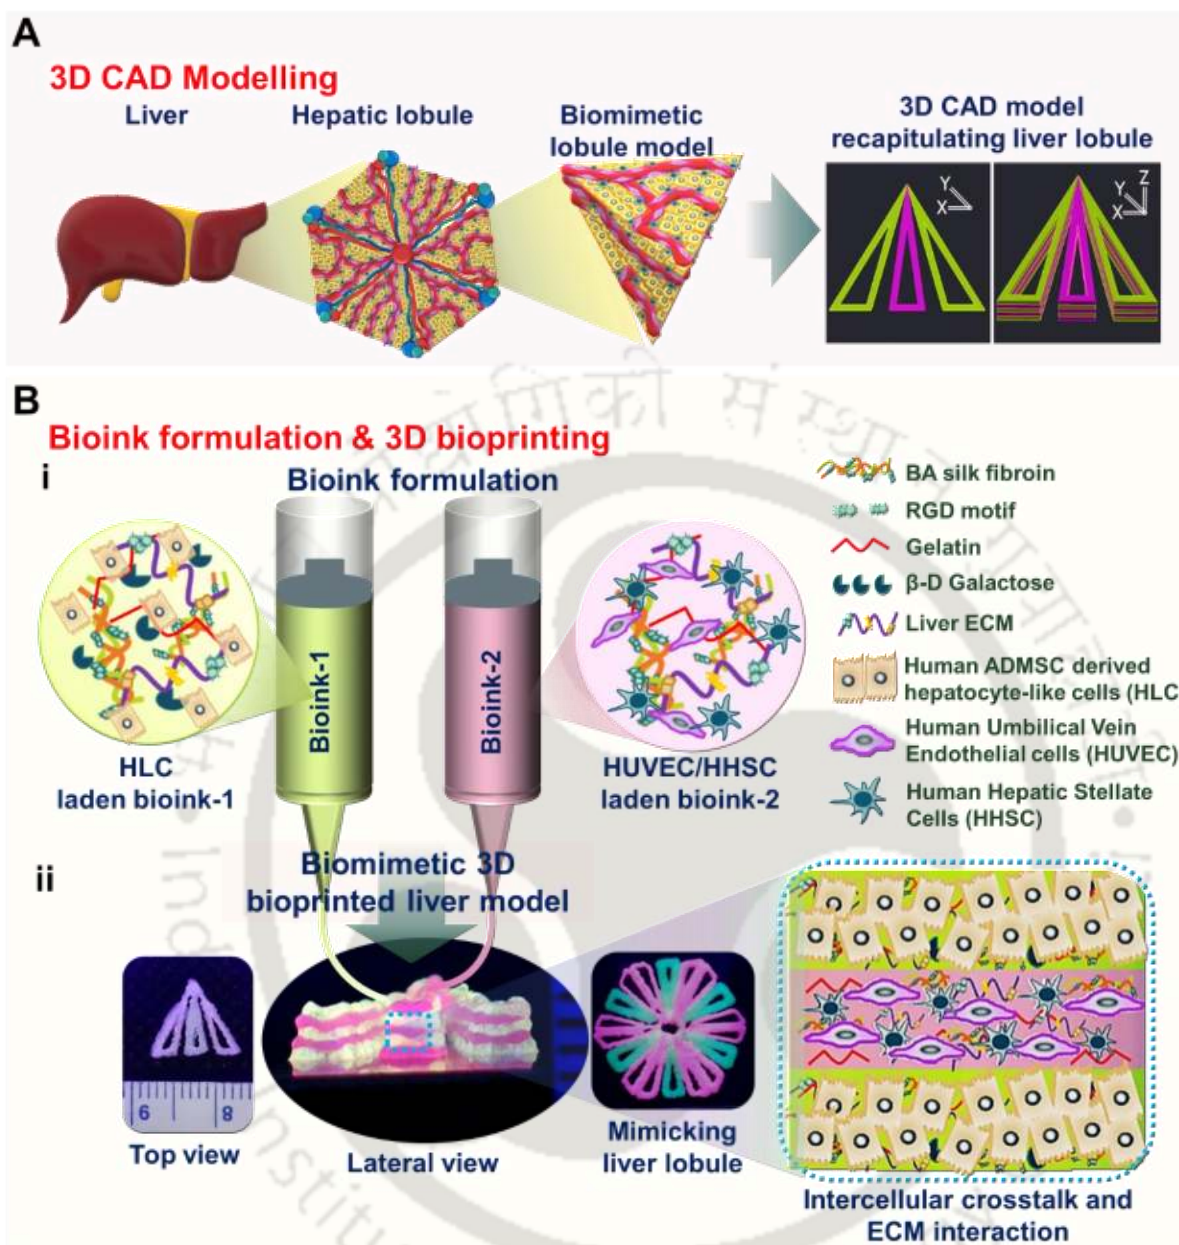 A
3D CAD Modelling
Liver
Hepatic lobule
Biomimetic
lobule model
3D CAD model
recapitulating liver lobule
Y
X
Y
Z
X
B
Bioink formulation & 3D bioprinting
i
Bioink formulation
Bioink-1
Bioink-2
HLC
laden bioink-1
HUVEC/HHSC
laden bioink-2
BA silk fibroin
RGD motif
Gelatin
β-D Galactose
Liver ECM
Human ADMSC derived
hepatocyte-like cells (HLC
Human Umbilical Vein
Endothelial cells (HUVEC)
Human Hepatic Stellate
Cells (HHSC)
ii
Biomimetic 3D
bioprinted liver model
6
8
Top view
Lateral view
Mimicking
liver lobule
Intercellular crosstalk and
ECM interaction